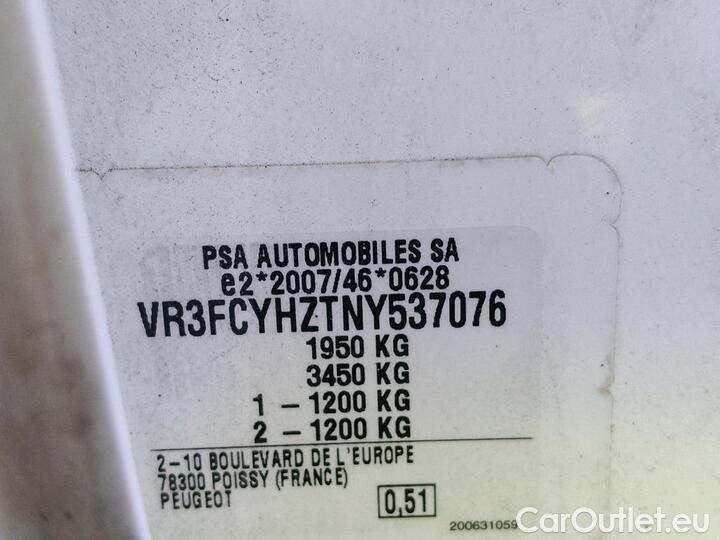 PSA AUTOMOBILES SA
e2*2007/46*0628
VR3FCYHZTNY537076
1950 KG
3450 KG
1 – 1200 KG
2 – 1200 KG
2–10 BOULEVARD DE L'EUROPE
78300 POISSY (FRANCE)
PEUGEOT
0,51
200631059
CarOutlet.eu